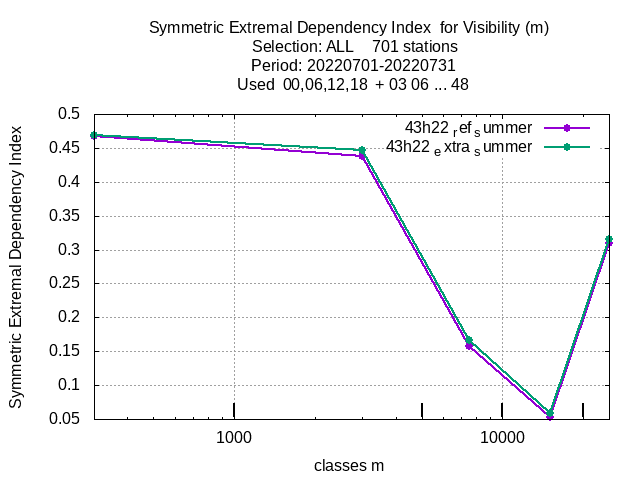 Symmetric Extremal Dependency Index  for Visibility (m)
Selection: ALL    701 stations
Period: 20220701-20220731
Used  00,06,12,18  + 03 06 ... 48
0.5
0.45
0.4
0.35
0.3
0.25
0.2
0.15
0.1
0.05
Symmetric Extremal Dependency Index
43h22 ref summer
43h22 extra summer
1000
10000
classes m